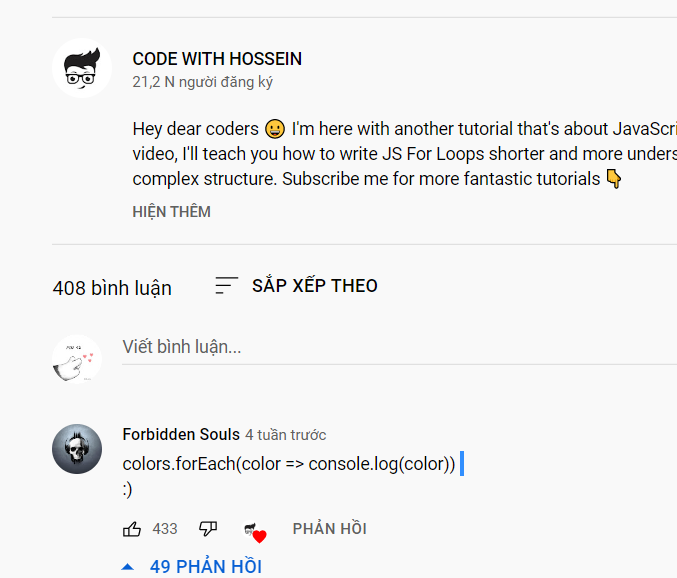 CODE WITH HOSSEIN
21,2 N người đăng ký
Hey dear coders 😀 I'm here with another tutorial that's about JavaScri
video, I'll teach you how to write JS For Loops shorter and more unders
complex structure. Subscribe me for more fantastic tutorials 👇
HIỆN THÊM
408 bình luận SẮP XẾP THEO
Viết bình luận...
Forbidden Souls 4 tuần trước
colors.forEach(color => console.log(color))
:)
433 PHẢN HỒI
49 PHẢN HỒI